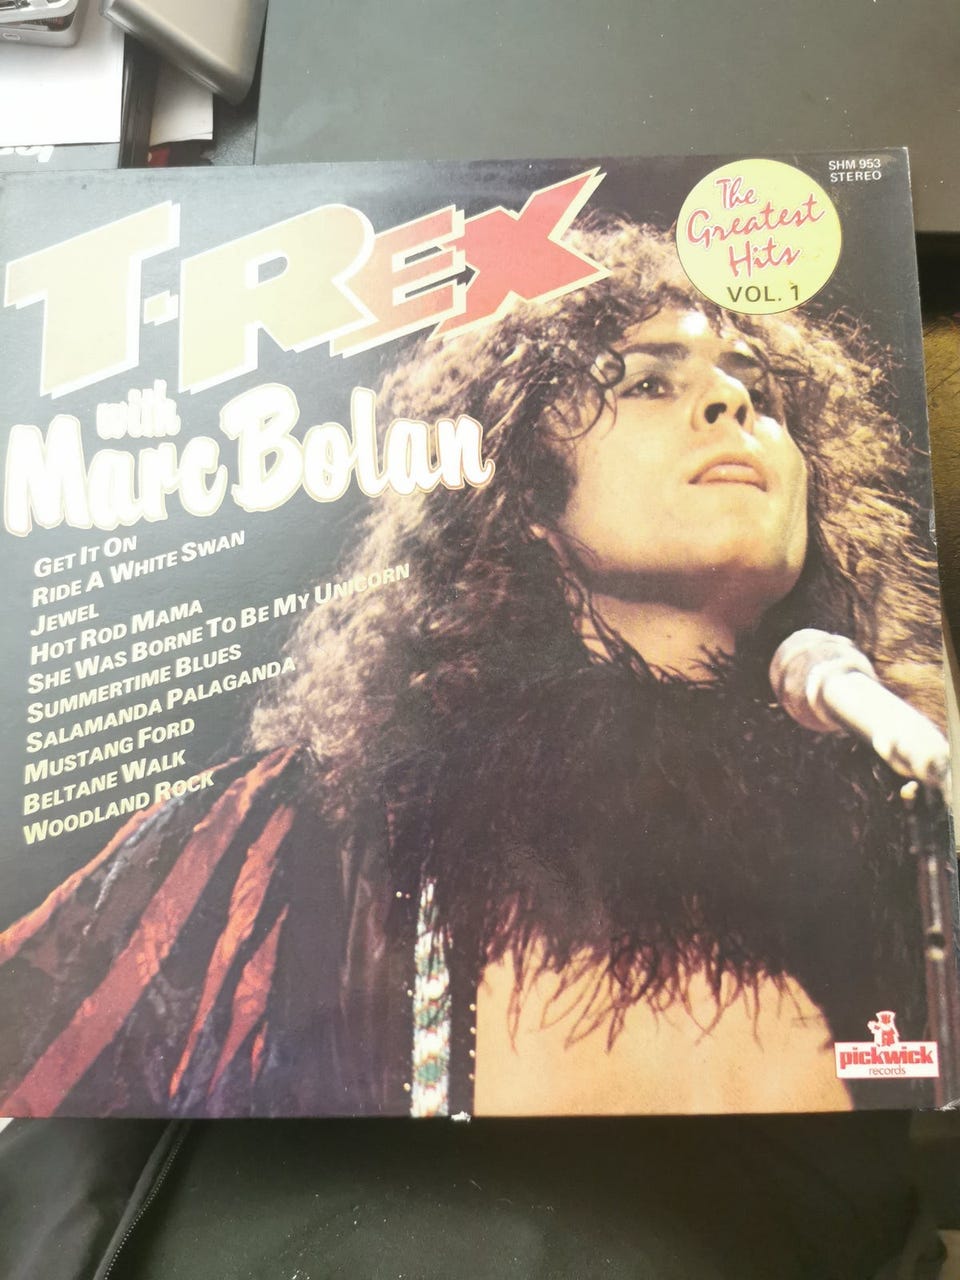 SHM 953
STEREO
The
Greatest
Hits
VOL. 1
T·REX
with
Marc Bolan
GET IT ON
RIDE A WHITE SWAN
JEWEL
HOT ROD MAMA
SHE WAS BORNE TO BE MY UNICORN
SUMMERTIME BLUES
SALAMANDA PALAGANDA
MUSTANG FORD
BELTANE WALK
WOODLAND ROCK
pickwick
records